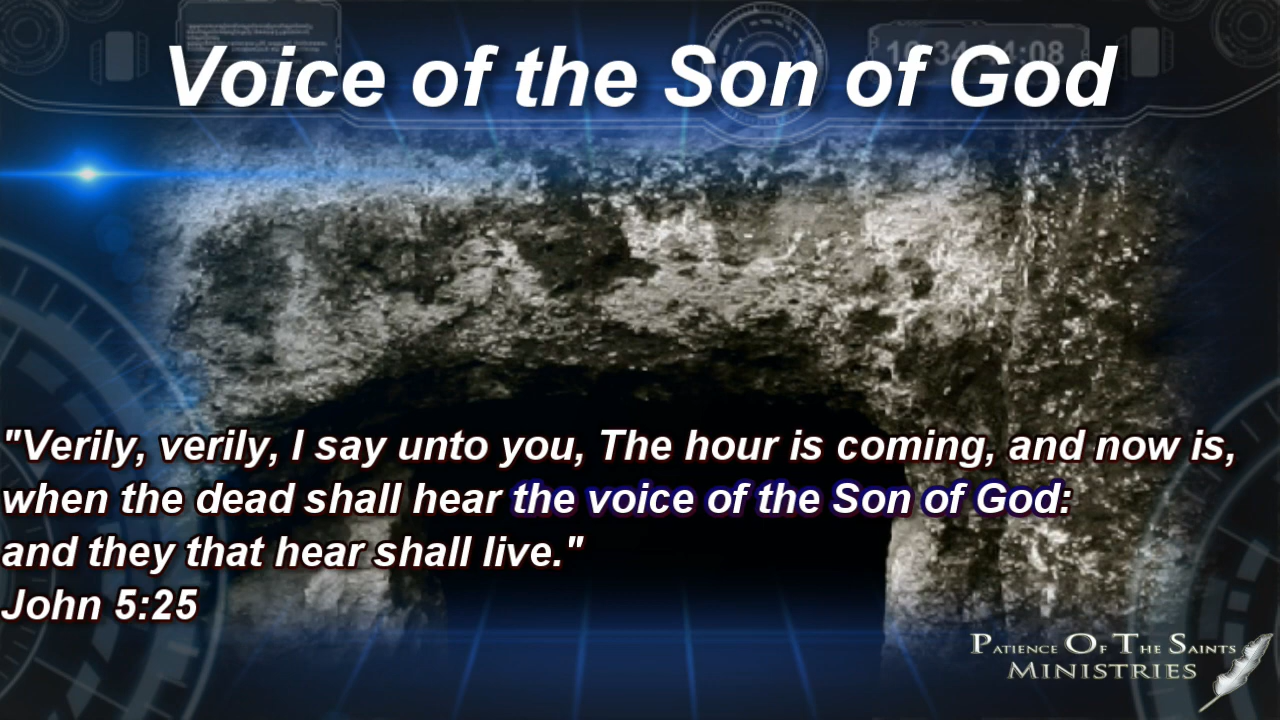 Voice of the Son of God
"Verily, verily, I say unto you, The hour is coming, and now is,
when the dead shall hear the voice of the Son of God:
and they that hear shall live."
John 5:25
Patience Of The Saints
Ministries